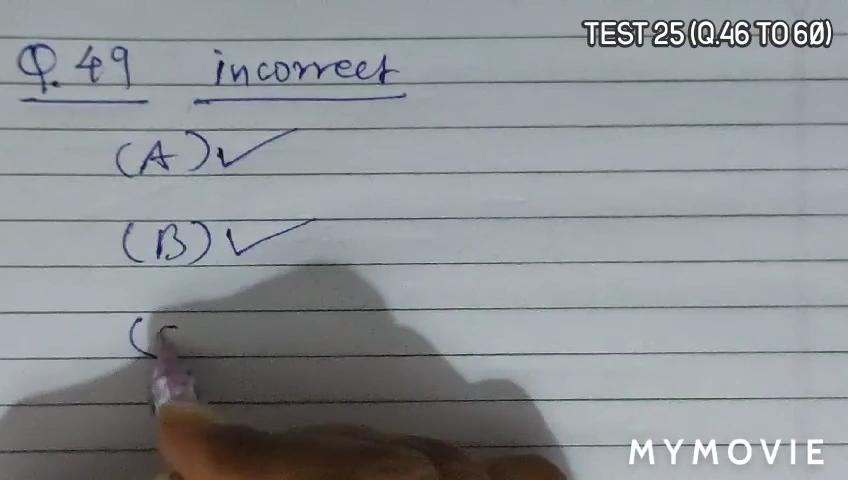 TEST 25 (Q.46 TO 60)
Q. 49 incorrect
(A) ✓
(B) ✓
(
MYMOVIE